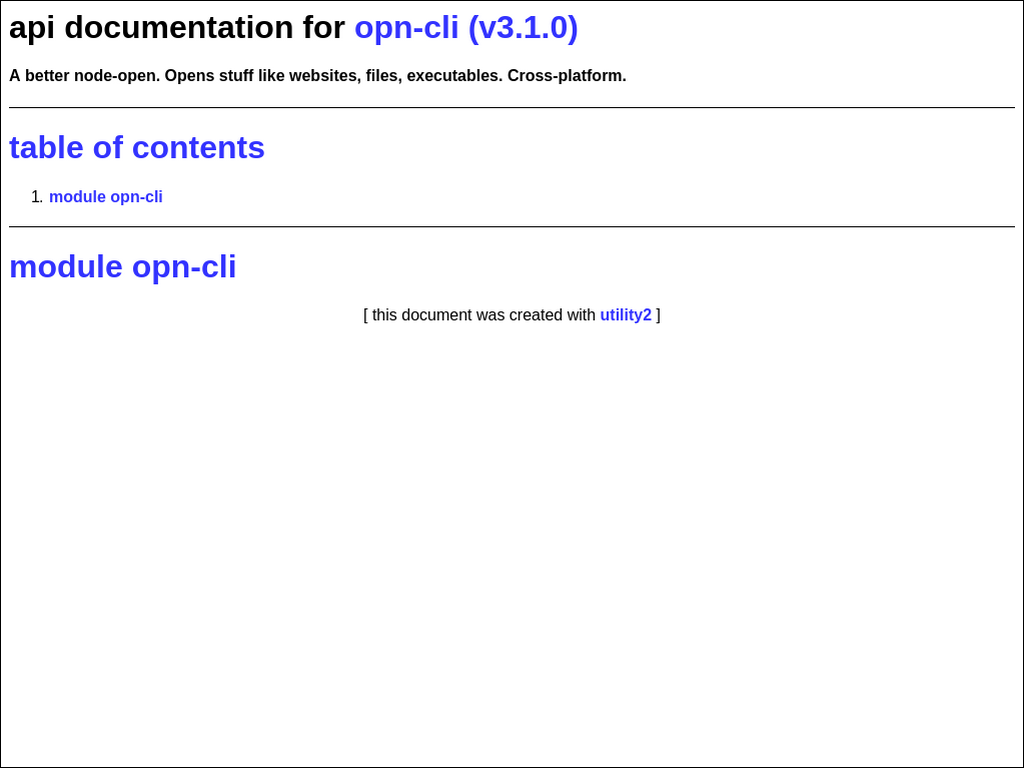 api documentation for opn-cli (v3.1.0)
A better node-open. Opens stuff like websites, files, executables. Cross-platform.
table of contents
1. module opn-cli
module opn-cli
[ this document was created with utility2 ]